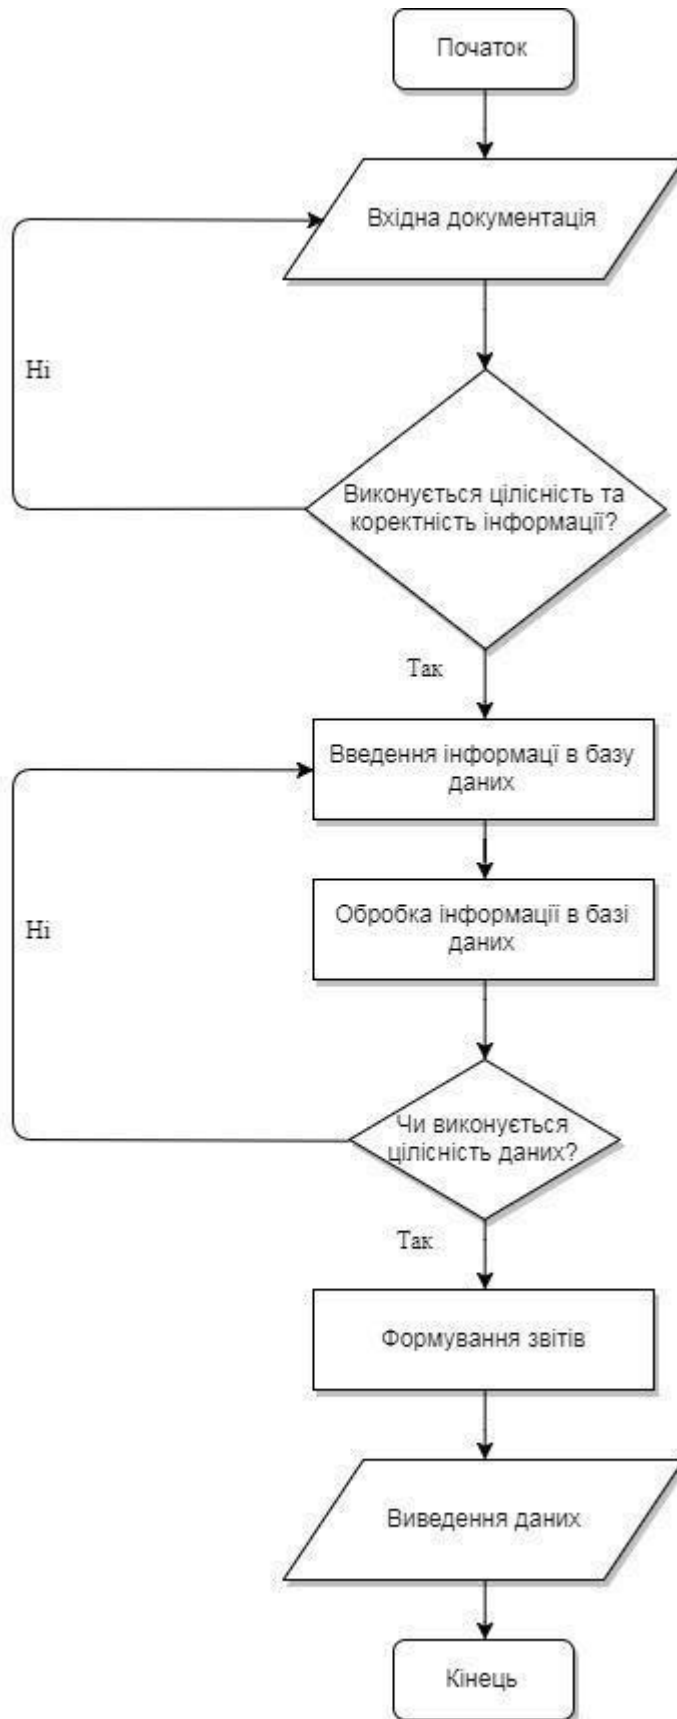 Початок
Вхідна документація
Ні
Виконується цілісність та
коректність інформації?
Так
Введення інформаці в базу
даних
Обробка інформації в базі
даних
Ні
Чи виконується
цілісність даних?
Так
Формування звітів
Виведення даних
Кінець